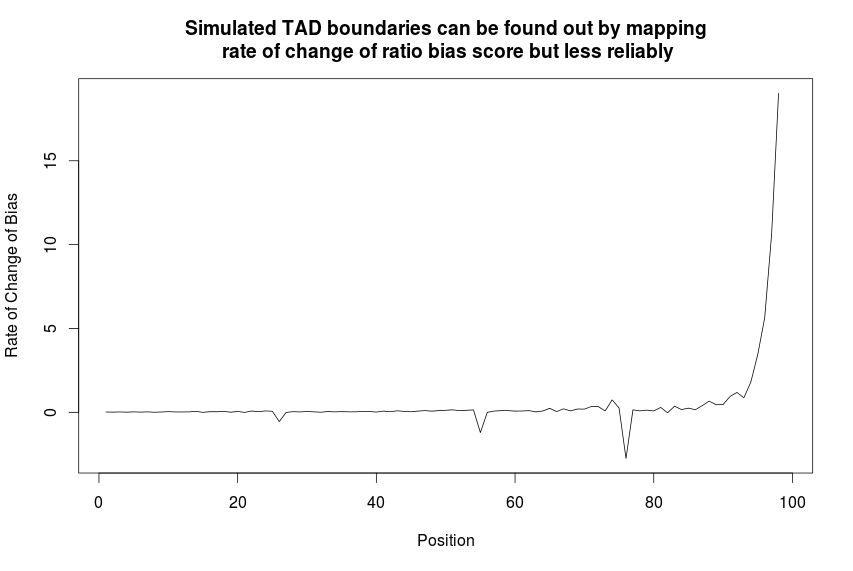 Simulated TAD boundaries can be found out by mapping
rate of change of ratio bias score but less reliably
Rate of Change of Bias
15
10
5
0
0 20 40 60 80 100
Position